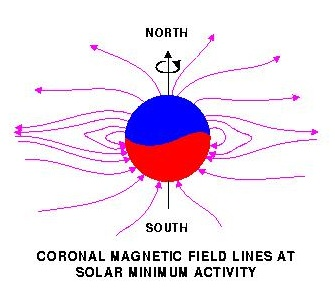 NORTH
SOUTH
CORONAL MAGNETIC FIELD LINES AT
SOLAR MINIMUM ACTIVITY